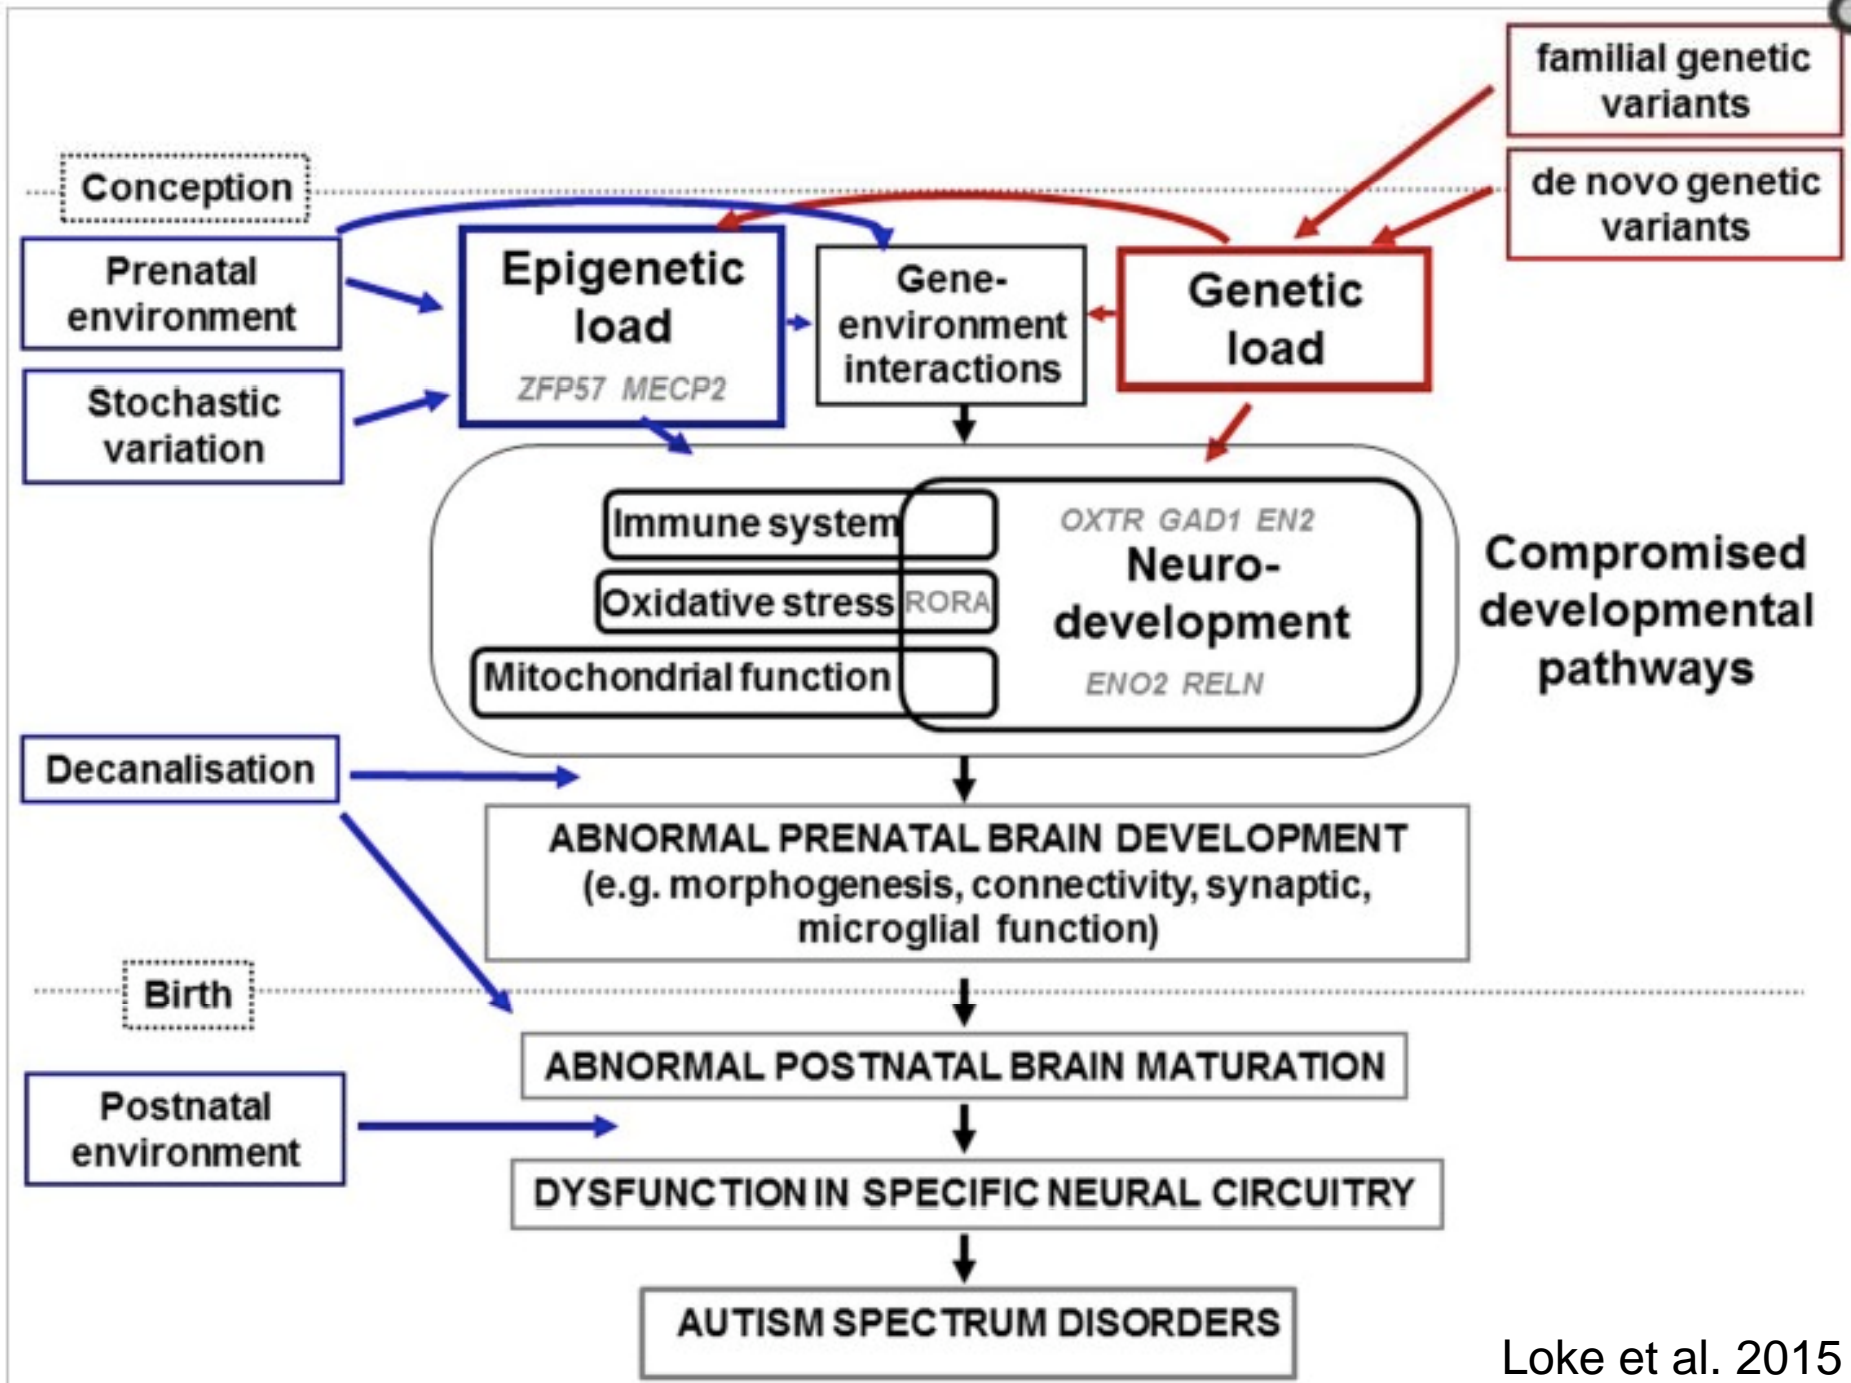 familial genetic
variants
de novo genetic
variants
Conception
Prenatal
environment
Stochastic
variation
Epigenetic
load
ZFP57 MECP2
Gene-
environment
interactions
Genetic
load
Immune system
Oxidative stress
RORA
Mitochondrial function
OXTR GAD1 EN2
Neuro-
development
ENO2 RELN
Compromised
developmental
pathways
Decanalisation
ABNORMAL PRENATAL BRAIN DEVELOPMENT
(e.g. morphogenesis, connectivity, synaptic,
microglial function)
Birth
ABNORMAL POSTNATAL BRAIN MATURATION
Postnatal
environment
DYSFUNCTION IN SPECIFIC NEURAL CIRCUITRY
AUTISM SPECTRUM DISORDERS
Loke et al. 2015